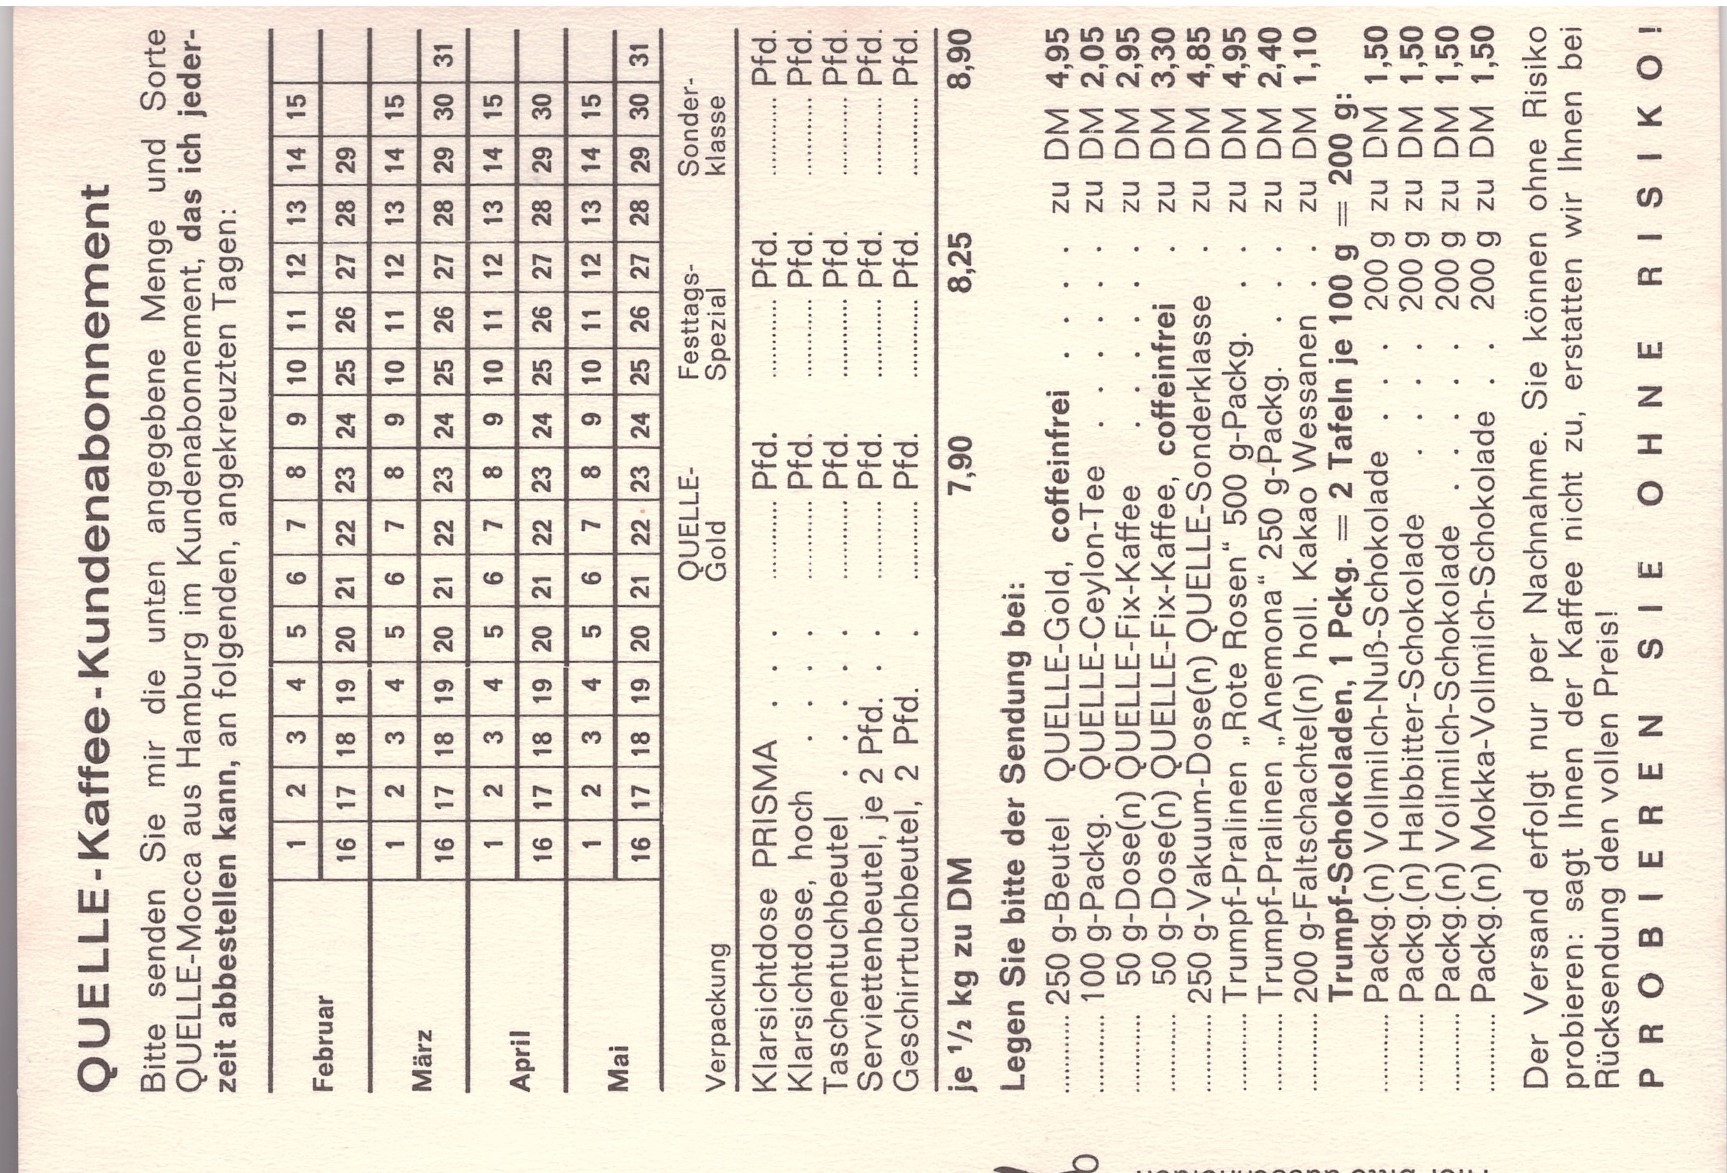 QUELLE-Kaffee-Kundenabonnement
Bitte senden Sie mir die unten angegebene Menge und Sorte
QUELLE-Mocca aus Hamburg im Kundenabonnement, das ich jeder-
zeit abbestellen kann, an folgenden, angekreuzten Tagen:
Februar 1 2 3 4 5 6 7 8 9 10 11 12 13 14 15
16 17 18 19 20 21 22 23 24 25 26 27 28 29
März 1 2 3 4 5 6 7 8 9 10 11 12 13 14 15
16 17 18 19 20 21 22 23 24 25 26 27 28 29 30 31
April 1 2 3 4 5 6 7 8 9 10 11 12 13 14 15
16 17 18 19 20 21 22 23 24 25 26 27 28 29 30
Mai 1 2 3 4 5 6 7 8 9 10 11 12 13 14 15
16 17 18 19 20 21 22 23 24 25 26 27 28 29 30 31
QUELLE- Festtags- Sonder-
Verpackung Gold Spezial klasse
Klarsichtdose PRISMA . . . .......... Pfd. .......... Pfd. .......... Pfd.
Klarsichtdose, hoch . . . .......... Pfd. .......... Pfd. .......... Pfd.
Taschentuchbeutel . . . . .......... Pfd. .......... Pfd. .......... Pfd.
Serviettenbeutel, je 2 Pfd. . . .......... Pfd. .......... Pfd. .......... Pfd.
Geschirrtuchbeutel, 2 Pfd. . .......... Pfd. .......... Pfd. .......... Pfd.
je 1/2 kg zu DM 7,90 8,25 8,90
Legen Sie bitte der Sendung bei:
.......... 250 g-Beutel QUELLE-Gold, coffeinfrei . . . . zu DM 4,95
.......... 100 g-Packg. QUELLE-Ceylon-Tee . . . . . . zu DM 2,05
.......... 50 g-Dose(n) QUELLE-Fix-Kaffee . . . . . . zu DM 2,95
.......... 50 g-Dose(n) QUELLE-Fix-Kaffee, coffeinfrei . . zu DM 3,30
.......... 250 g-Vakuum-Dose(n) QUELLE-Sonderklasse . zu DM 4,85
.......... Trumpf-Pralinen „Rote Rosen“ 500 g-Packg. . . zu DM 4,95
.......... Trumpf-Pralinen „Anemona“ 250 g-Packg. . . . zu DM 2,40
.......... 200 g-Faltschachtel(n) holl. Kakao Wessanen . . zu DM 1,10
Trumpf-Schokoladen, 1 Pckg. = 2 Tafeln je 100 g = 200 g:
.......... Packg.(n) Vollmilch-Nuß-Schokolade . . . 200 g zu DM 1,50
.......... Packg.(n) Halbbitter-Schokolade . . . . 200 g zu DM 1,50
.......... Packg.(n) Vollmilch-Schokolade . . . . 200 g zu DM 1,50
.......... Packg.(n) Mokka-Vollmilch-Schokolade . . 200 g zu DM 1,50
Der Versand erfolgt nur per Nachnahme. Sie können ohne Risiko
probieren: sagt Ihnen der Kaffee nicht zu, erstatten wir Ihnen bei
Rücksendung den vollen Preis!
PROBIEREN SIE OHNE RISIKO!